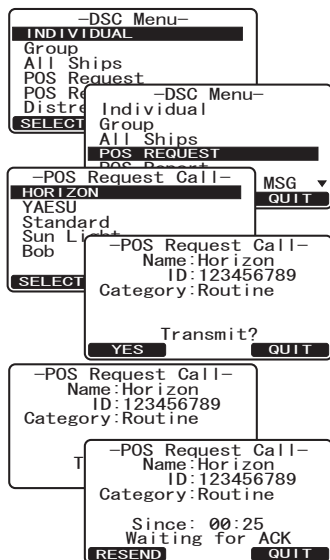 –DSC Menu–
INDIVIDUAL
Group
All Ships
POS Request
POS Re
Distre
SELECT
–DSC Menu–
Individual
Group
All Ships
POS REQUEST
POS Report
MSG ▼
QUIT
–POS Request Call–
HORIZON
YAESU
Standard
Sun Light
Bob
SELECT
–POS Request Call–
Name:Horizon
ID:123456789
Category:Routine
Transmit?
YES QUIT
–POS Request Call–
Name:Horizon
ID:123456789
Category:Routine
T
–POS Request Call–
Name:Horizon
ID:123456789
Category:Routine
Since: 00:25
Waiting for ACK
RESEND QUIT